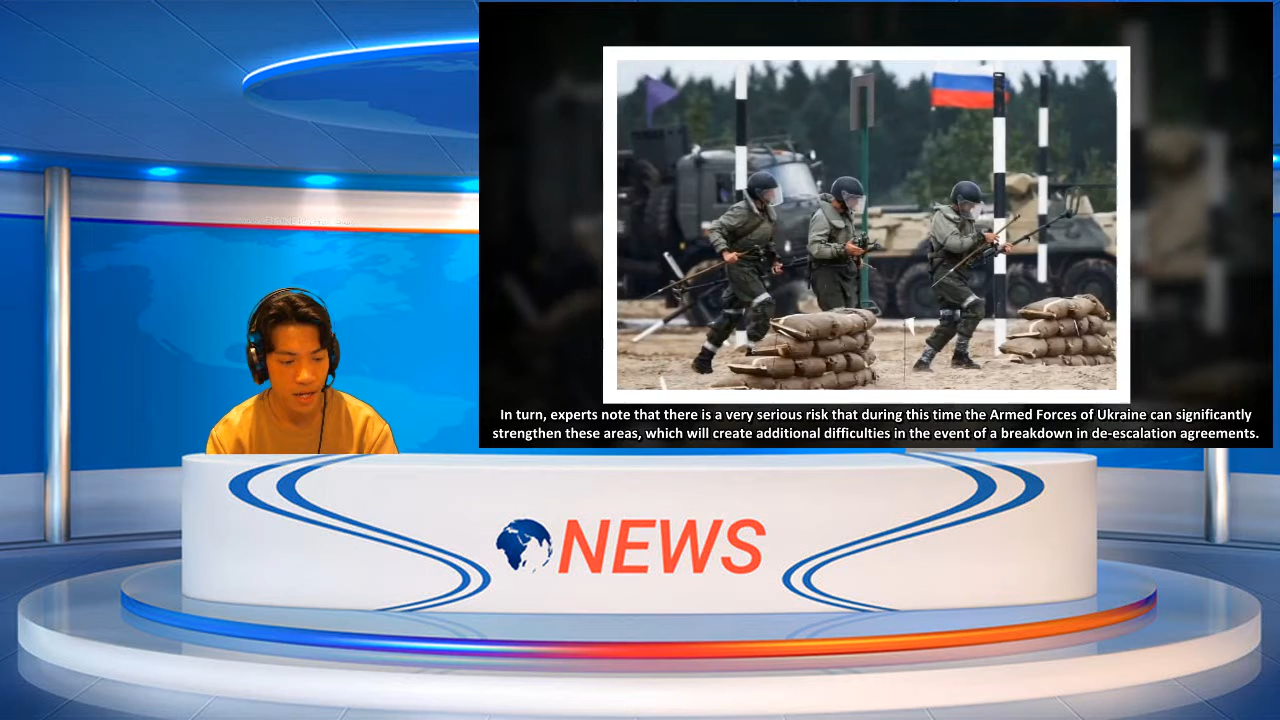 In turn, experts note that there is a very serious risk that during this time the Armed Forces of Ukraine can significantly
strengthen these areas, which will create additional difficulties in the event of a breakdown in de-escalation agreements.
NEWS